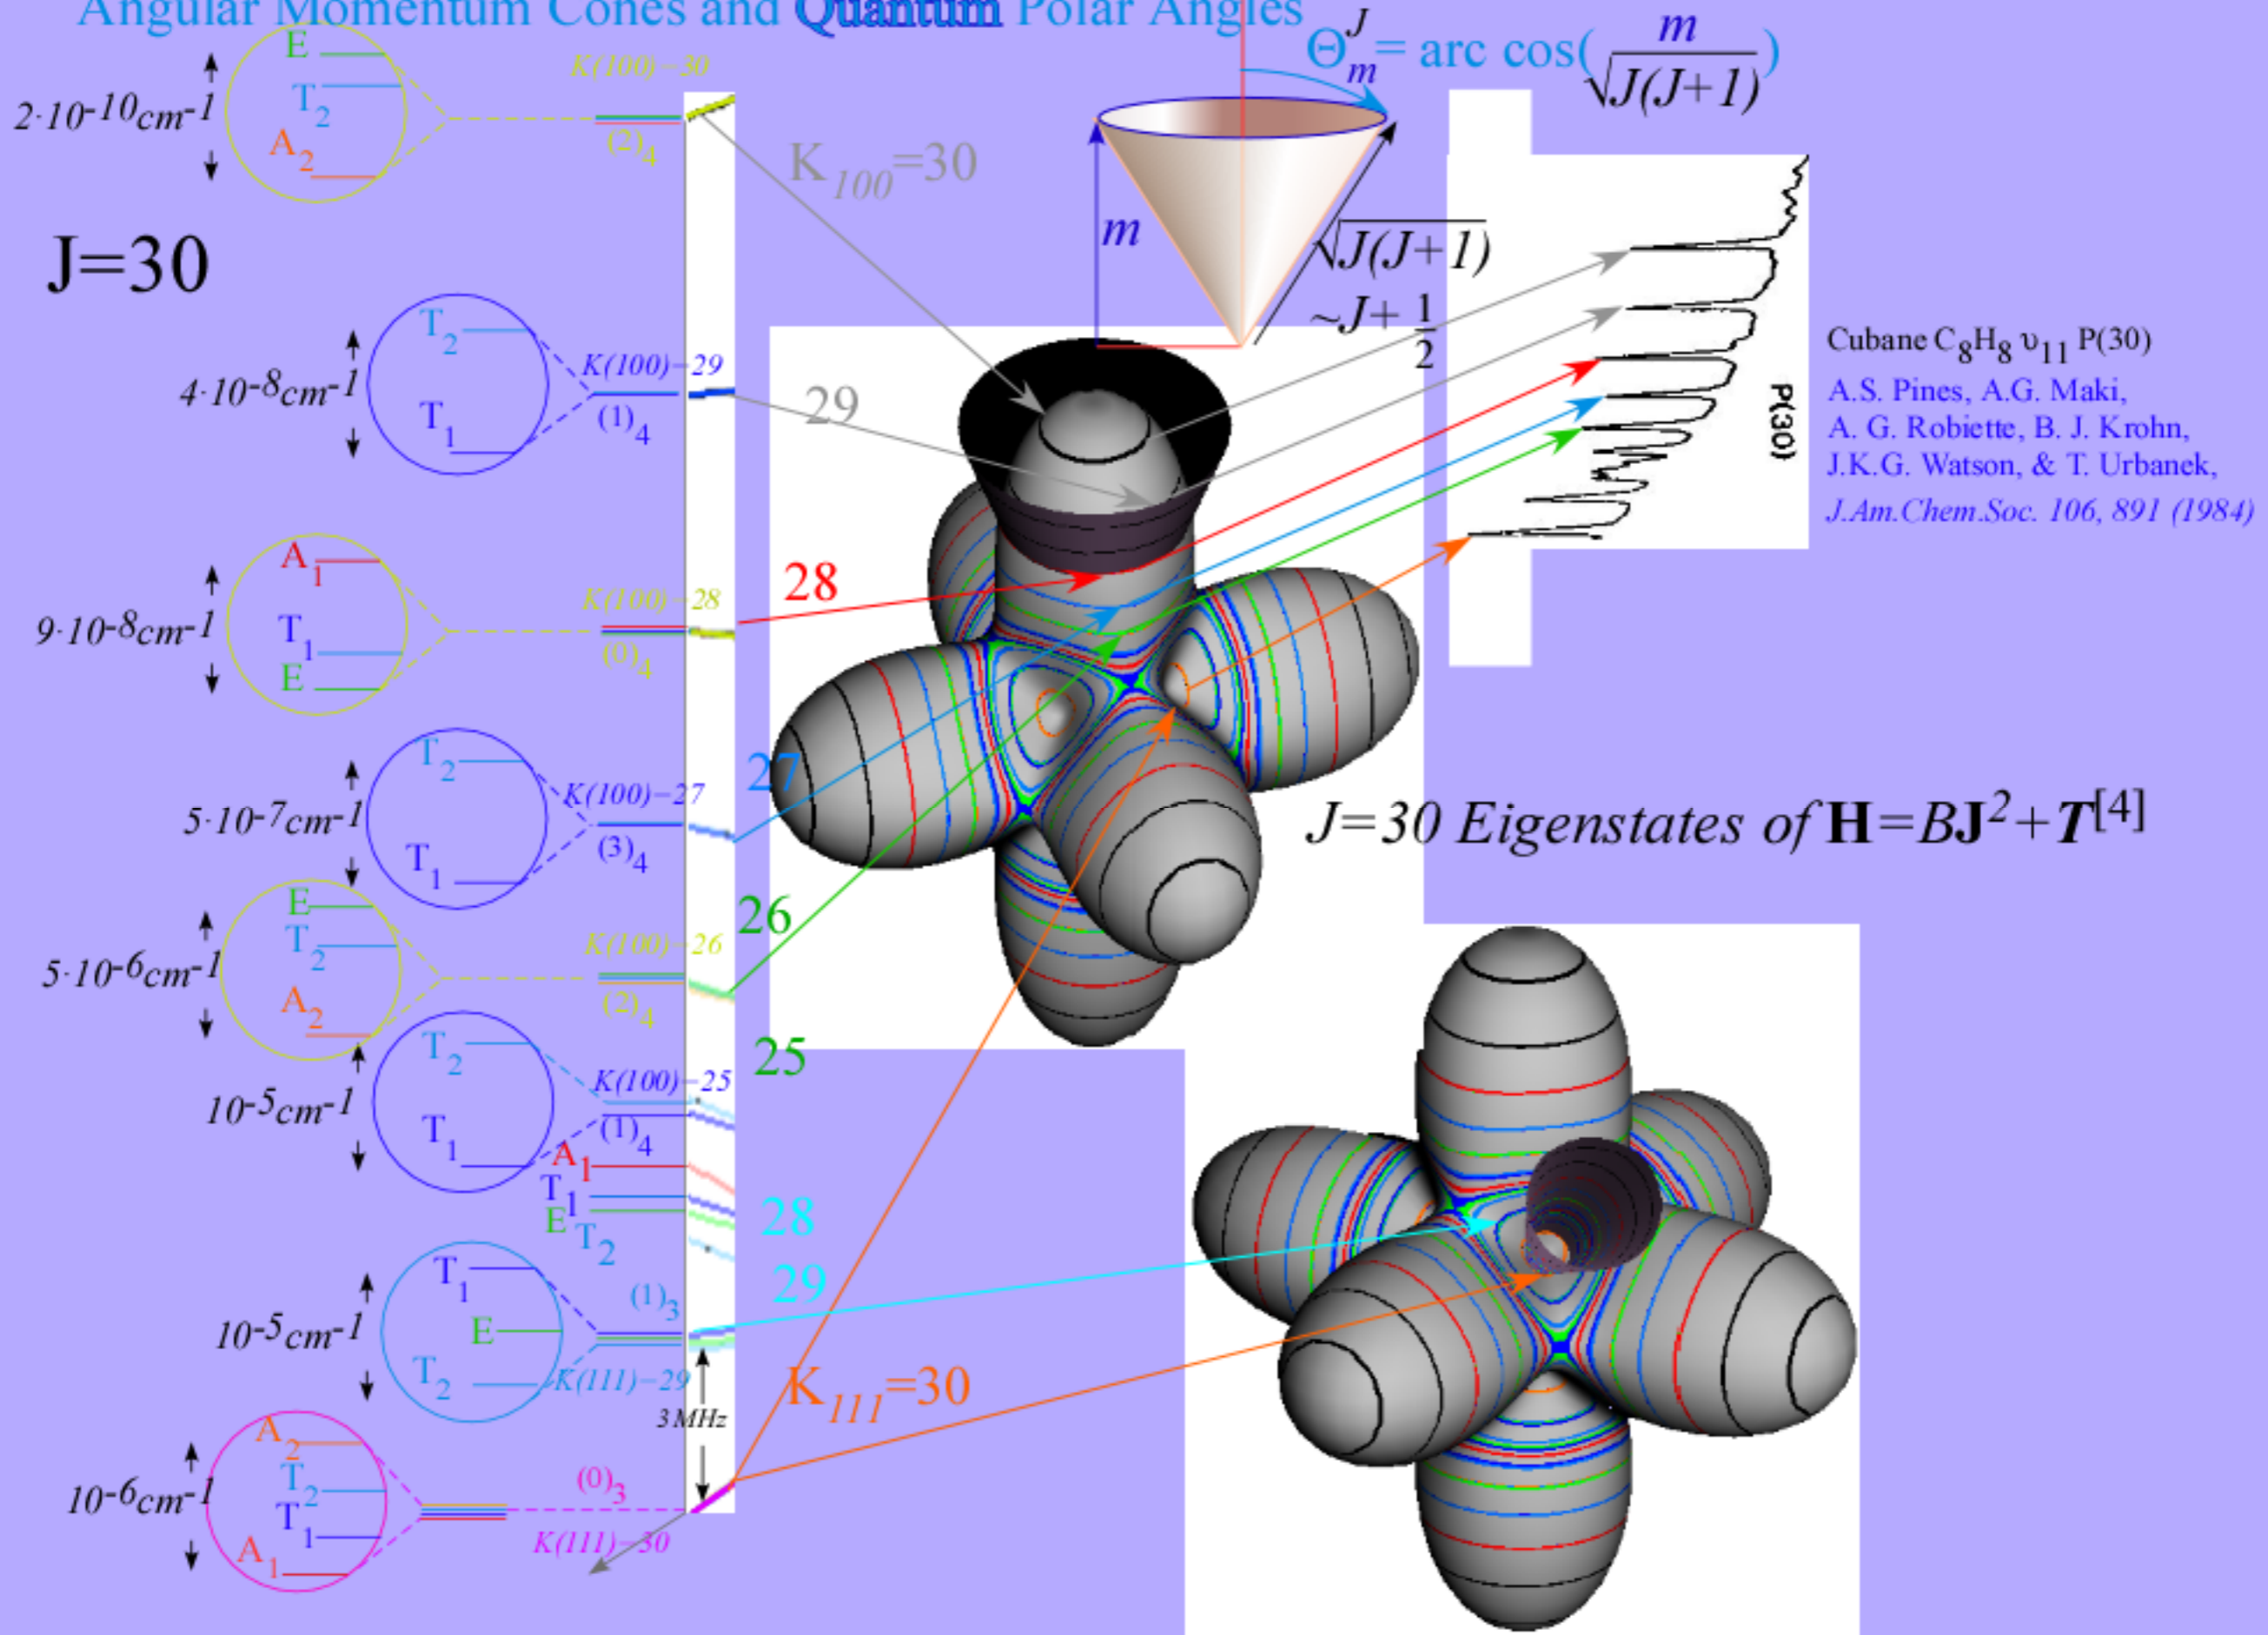 Angular Momentum Cones and Quantum Polar Angles
Θ^J_m = arc cos(m/√J(J+1))
E
T2
A2
2·10-10cm-1
K(100)−30
(2)4
K100=30
m
√J(J+1)
~J+ 1/2
J=30
T2
T1
4·10-8cm-1
K(100)−29
(1)4
29
P(30)
Cubane C8H8 υ11 P(30)
A.S. Pines, A.G. Maki,
A. G. Robiette, B. J. Krohn,
J.K.G. Watson, & T. Urbanek,
J.Am.Chem.Soc. 106, 891 (1984)
A1
T1
E
9·10-8cm-1
K(100)−28
(0)4
28
T2
T1
5·10-7cm-1
K(100)−27
(3)4
27
J=30 Eigenstates of H=BJ2+T[4]
E
T2
A2
5·10-6cm-1
K(100)−26
(2)4
26
T2
T1
10-5cm-1
K(100)−25
(1)4
25
A1
T1
E
T2
28
T1
E
T2
10-5cm-1
(1)3
K(111)−29
29
3MHz
K111=30
A2
T2
T1
A1
10-6cm-1
(0)3
K(111)−30